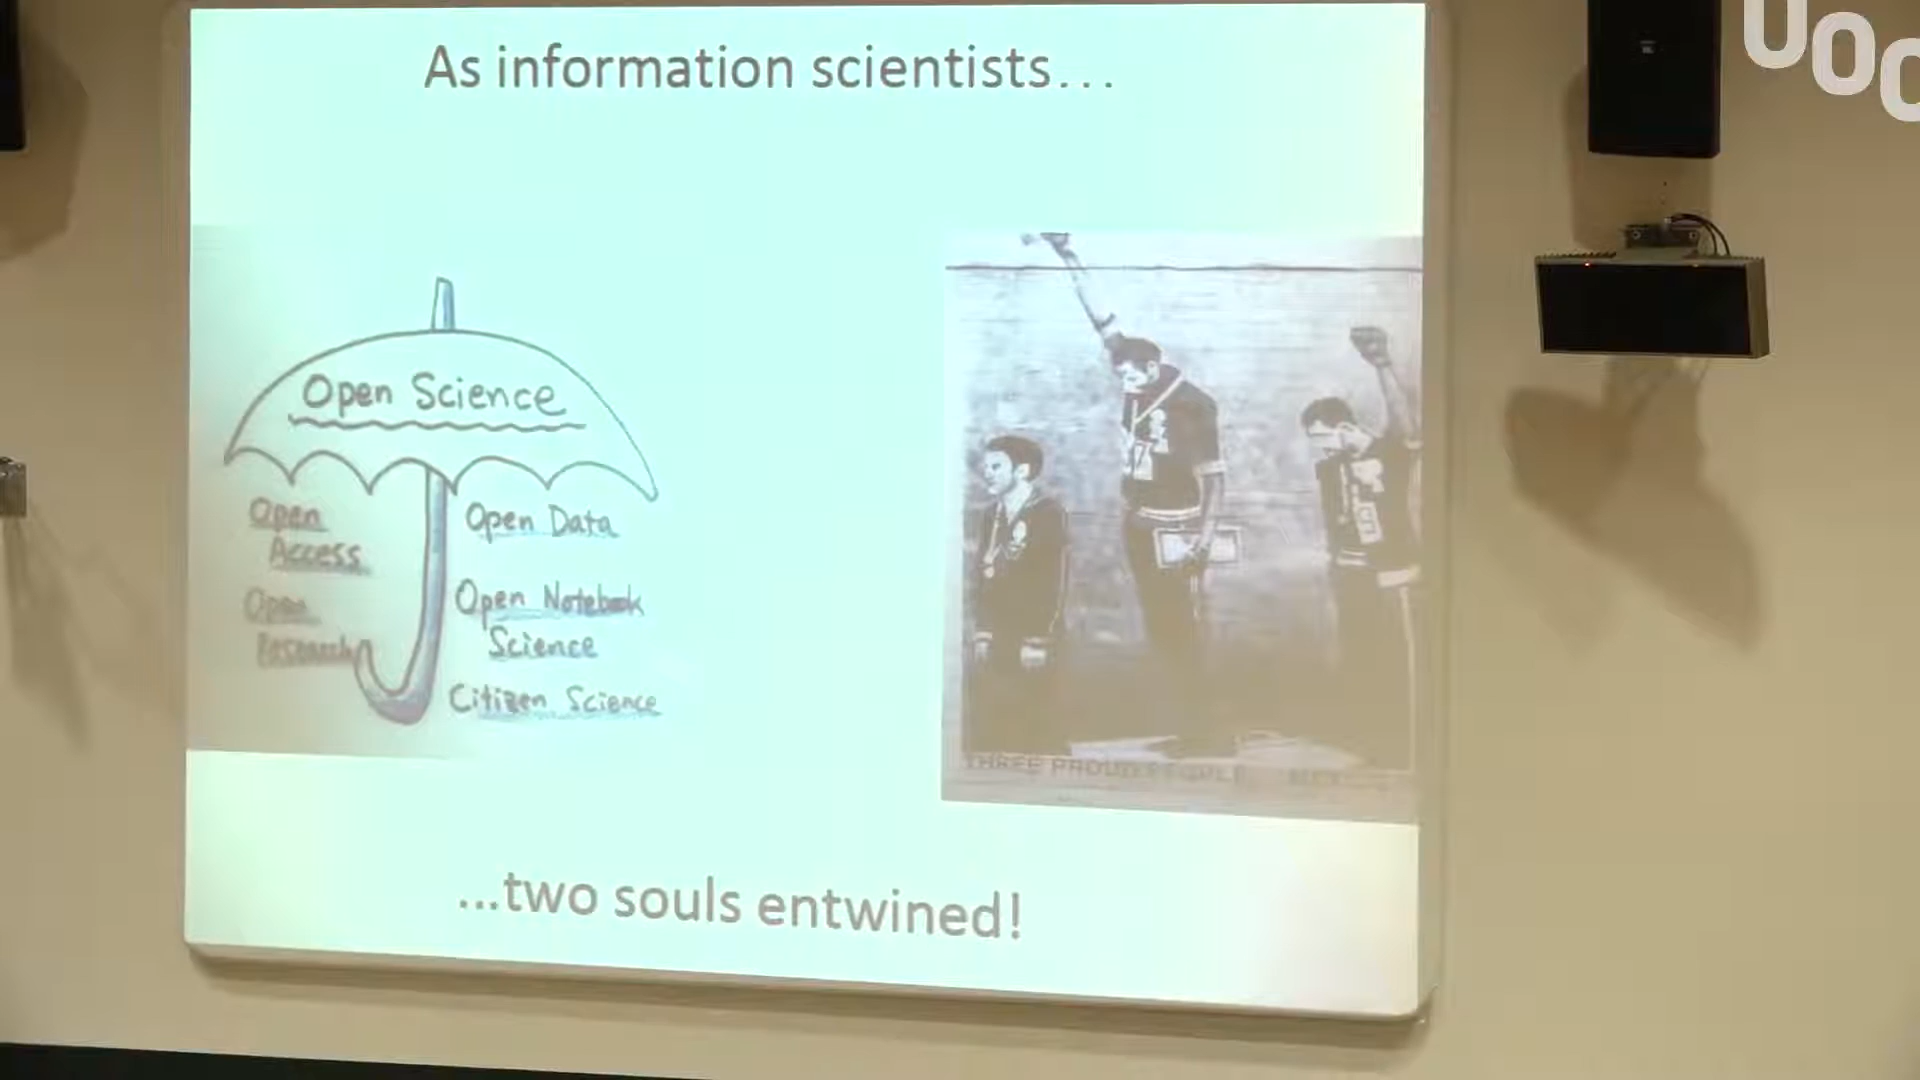 As information scientists...
Open Science
Open
Access
Open
Research
Open Data
Open Notebook
Science
Citizen Science
THREE PROUD PEOPLE
...two souls entwined!
UOC